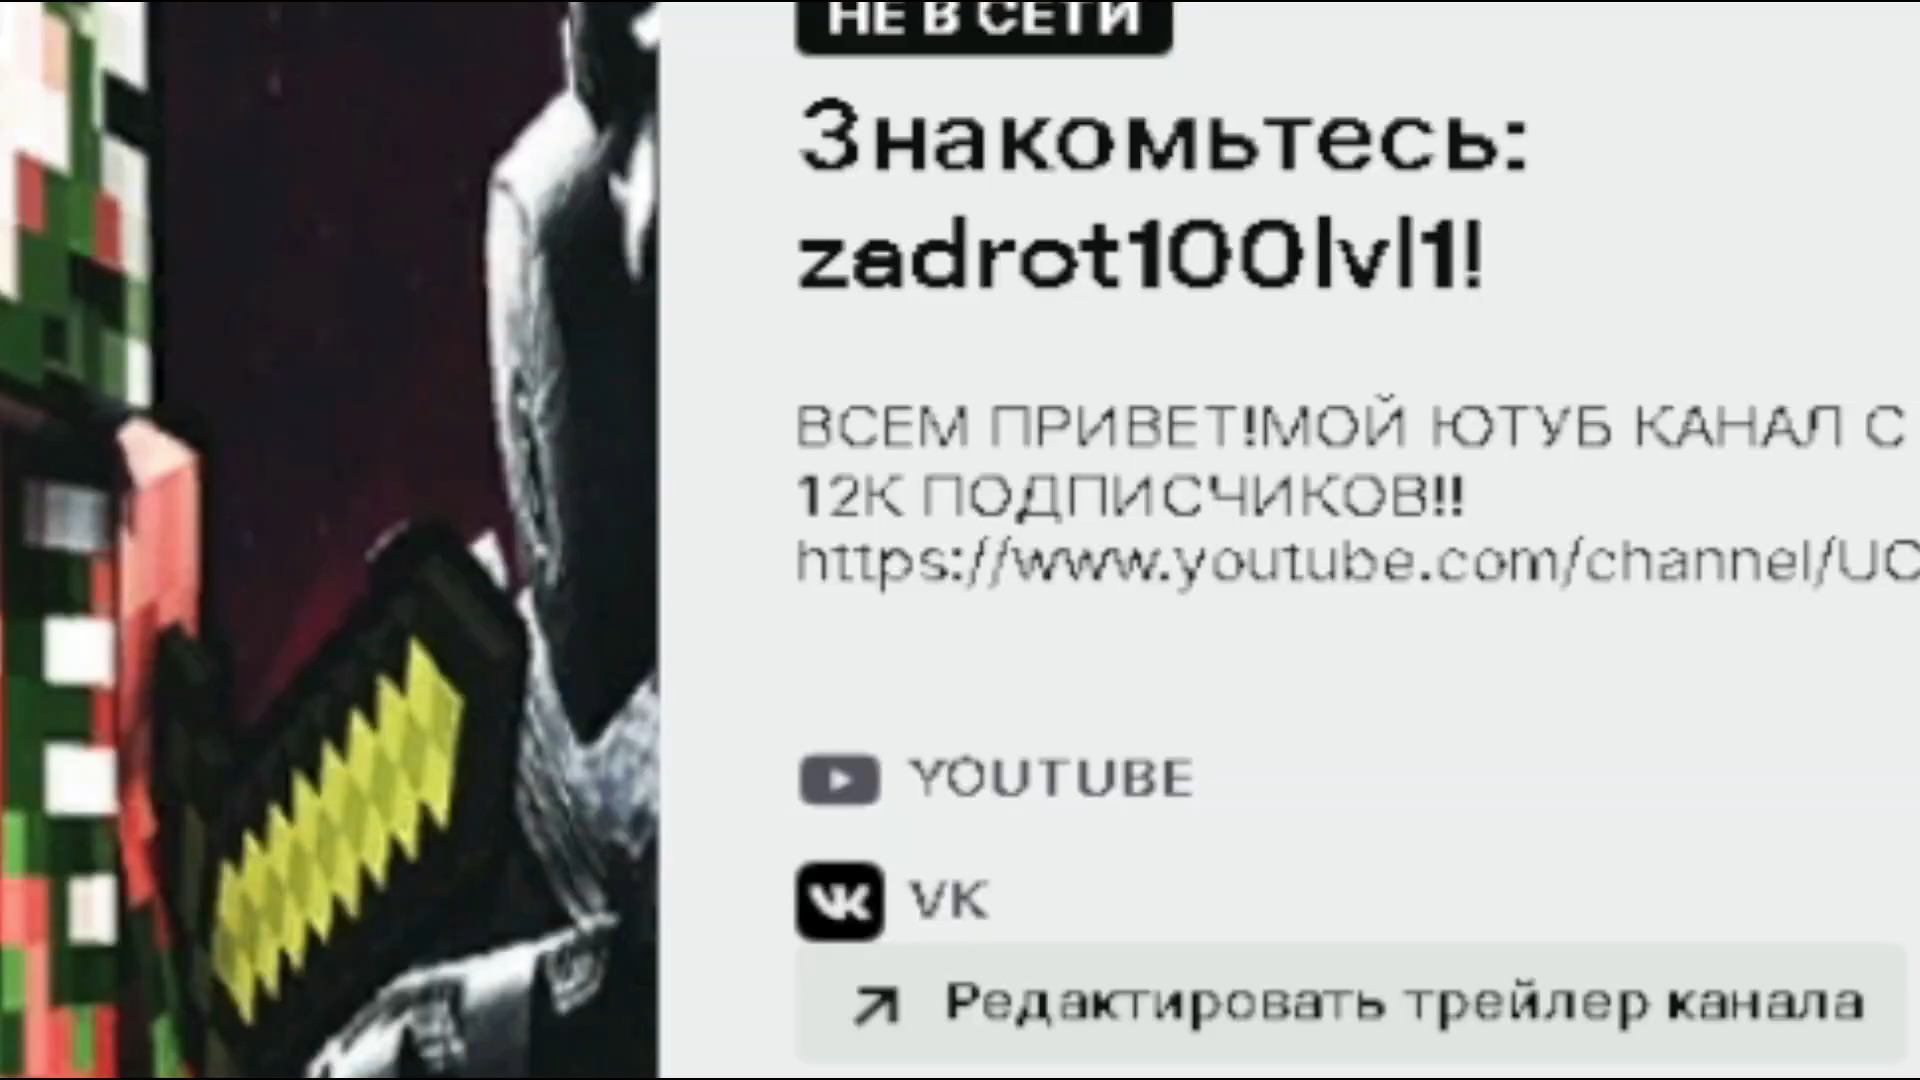 НЕ В СЕТИ
Знакомьтесь:
zadrot100lvl1!
ВСЕМ ПРИВЕТ!МОЙ ЮТУБ КАНАЛ С
12К ПОДПИСЧИКОВ!!
https://www.youtube.com/channel/UC
YOUTUBE
VK
Редактировать трейлер канала